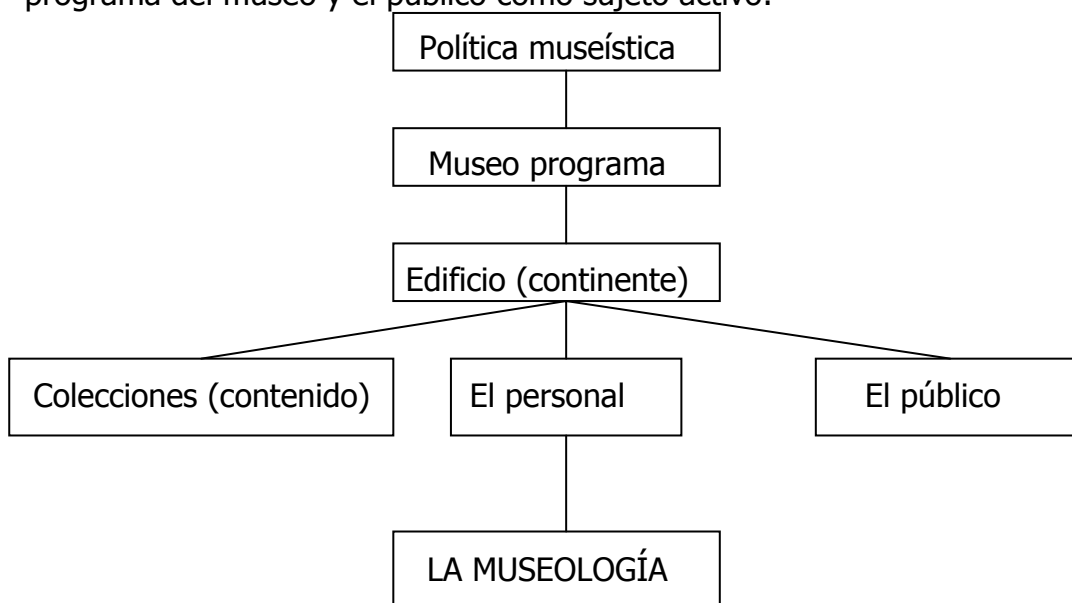 programa del museo y el público como sujeto activo.
Política museística
Museo programa
Edificio (continente)
Colecciones (contenido)
El personal
El público
LA MUSEOLOGÍA